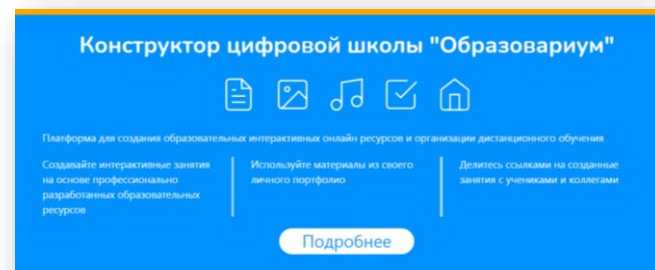 Конструктор цифровой школы "Образовариум"
Платформа для создания образовательных интерактивных онлайн ресурсов и организации дистанционного обучения
Создавайте интерактивные занятия
на основе профессионально
разработанных образовательных
ресурсов
Используйте материалы из своего
личного портфолио
Делитесь ссылками на созданные
занятия с учениками и коллегами
Подробнее